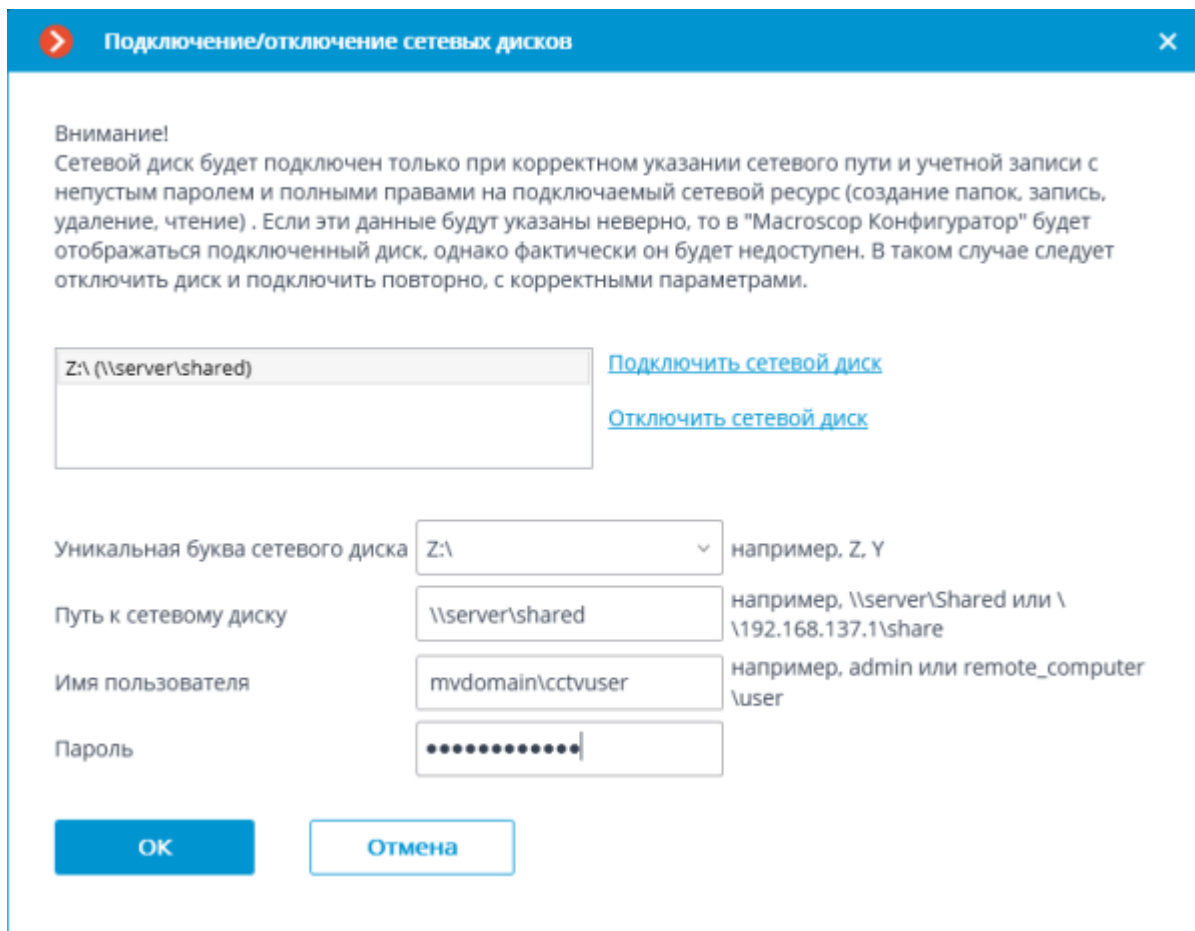 Подключение/отключение сетевых дисков
Внимание!
Сетевой диск будет подключен только при корректном указании сетевого пути и учетной записи с
непустым паролем и полными правами на подключаемый сетевой ресурс (создание папок, запись,
удаление, чтение) . Если эти данные будут указаны неверно, то в "Macroscop Конфигуратор" будет
отображаться подключенный диск, однако фактически он будет недоступен. В таком случае следует
отключить диск и подключить повторно, с корректными параметрами.
Z:\ (\\server\shared)
Подключить сетевой диск
Отключить сетевой диск
Уникальная буква сетевого диска
Z:\
например, Z, Y
Путь к сетевому диску
\\server\shared
например, \\server\Shared или \
\192.168.137.1\share
Имя пользователя
mvdomain\cctvuser
например, admin или remote_computer
\user
Пароль
••••••••••••
ОК
Отмена